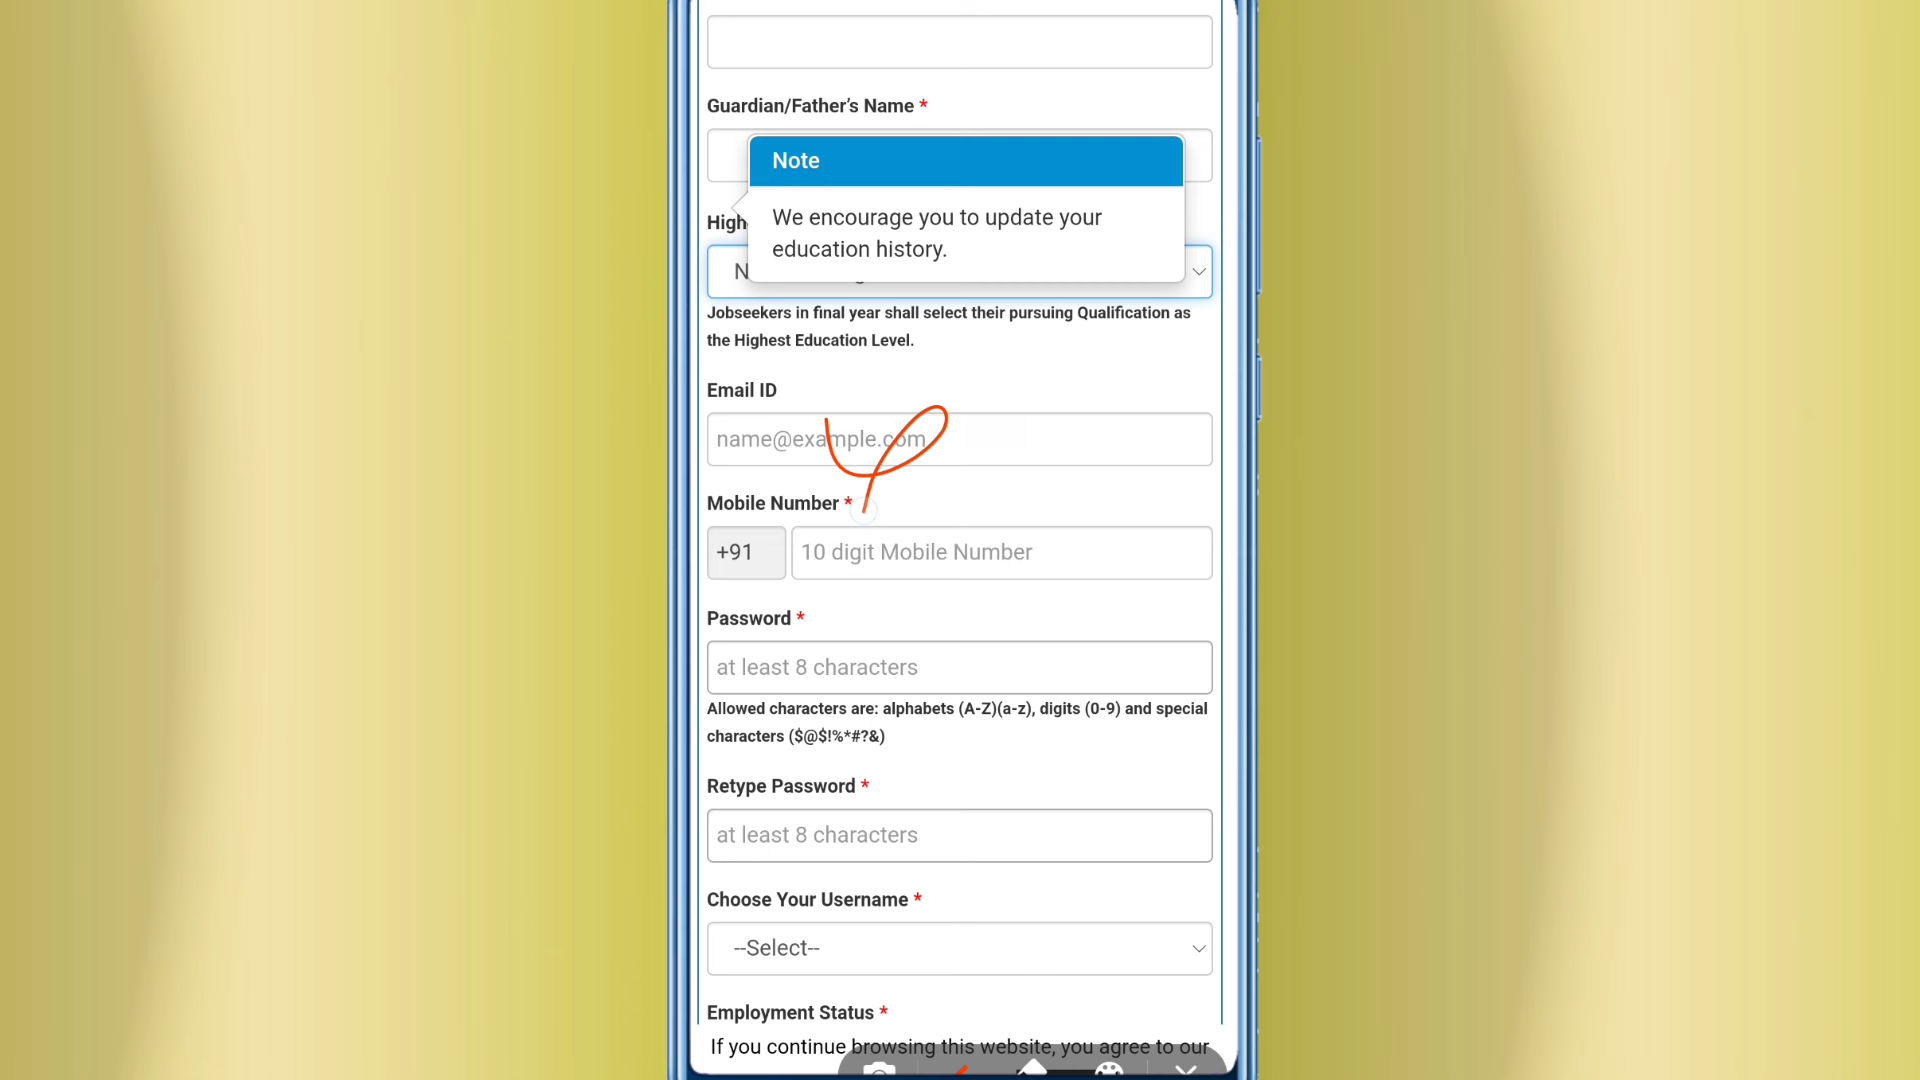 Guardian/Father’s Name *
Note
We encourage you to update your
education history.
Jobseekers in final year shall select their pursuing Qualification as
the Highest Education Level.
Email ID
name@example.com
Mobile Number *
+91 10 digit Mobile Number
Password *
at least 8 characters
Allowed characters are: alphabets (A-Z)(a-z), digits (0-9) and special
characters ($@$!%*#?&)
Retype Password *
at least 8 characters
Choose Your Username *
--Select--
Employment Status *
If you continue browsing this website, you agree to our